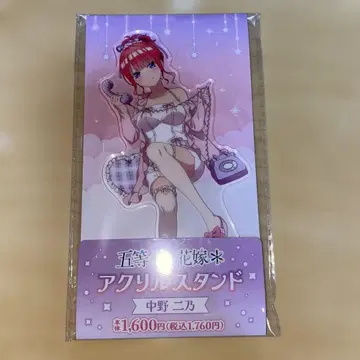 五等 花嫁*
アクリルスタンド
中野 二乃
本体1,600円(税込1,760円)